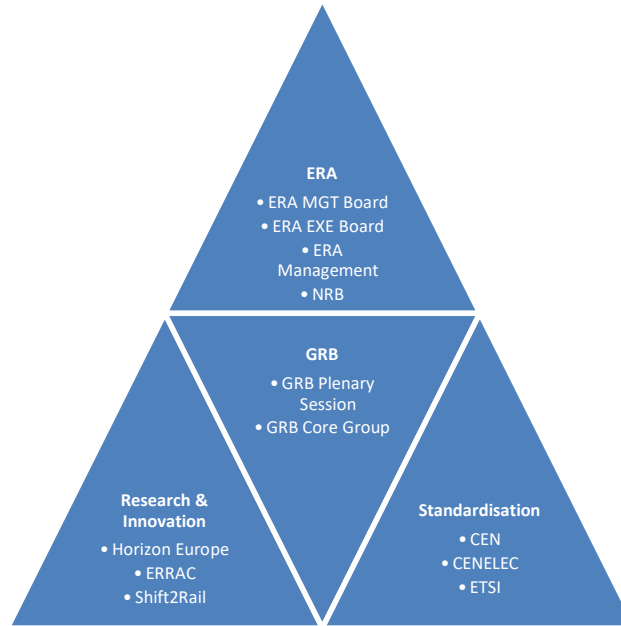 ERA
• ERA MGT Board
• ERA EXE Board
• ERA
Management
• NRB
GRB
• GRB Plenary
Session
• GRB Core Group
Research &
Innovation
• Horizon Europe
• ERRAC
• Shift2Rail
Standardisation
• CEN
• CENELEC
• ETSI